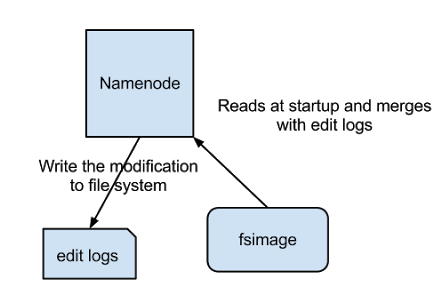 Namenode
Reads at startup and merges
with edit logs
Write the modification
to file system
edit logs
fsimage